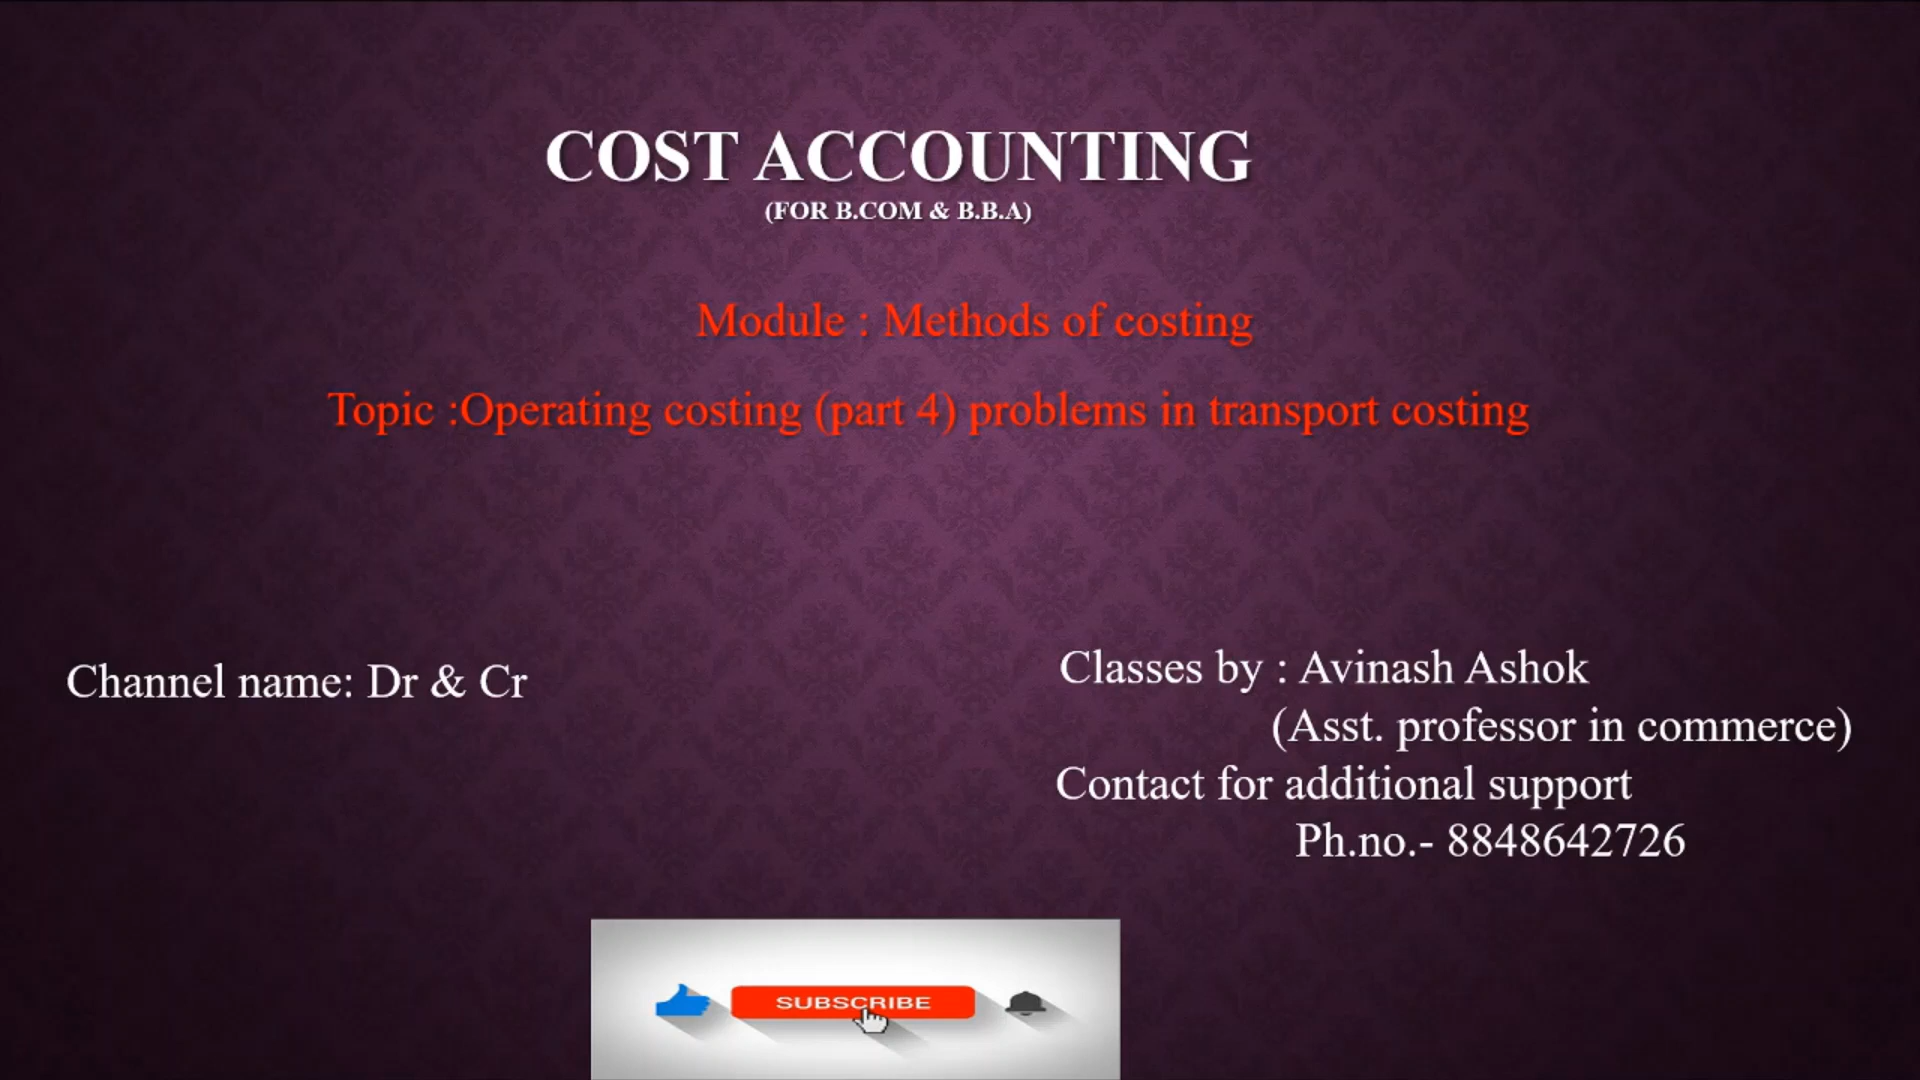 COST ACCOUNTING
(FOR B.COM & B.B.A)
Module : Methods of costing
Topic :Operating costing (part 4) problems in transport costing
Channel name: Dr & Cr
Classes by : Avinash Ashok
(Asst. professor in commerce)
Contact for additional support
Ph.no.- 8848642726
SUBSCRIBE